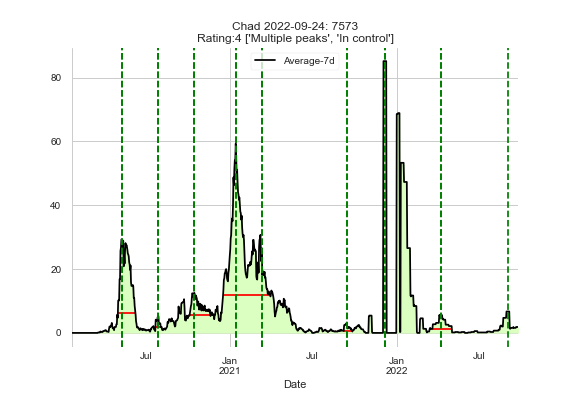 Chad 2022-09-24: 7573
Rating:4 ['Multiple peaks', 'In control']
Average-7d
80
60
40
20
0
Jul
Jan
2021
Jul
Jan
2022
Jul
Date